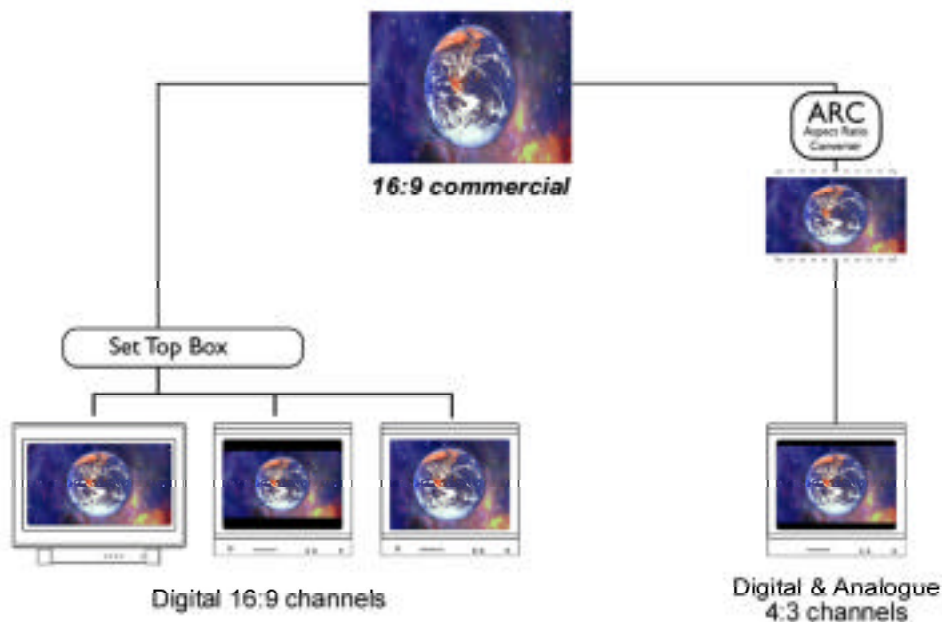 16:9 commercial
ARC
Aspect Ratio
Converter
Set Top Box
Digital 16:9 channels
Digital & Analogue
4:3 channels